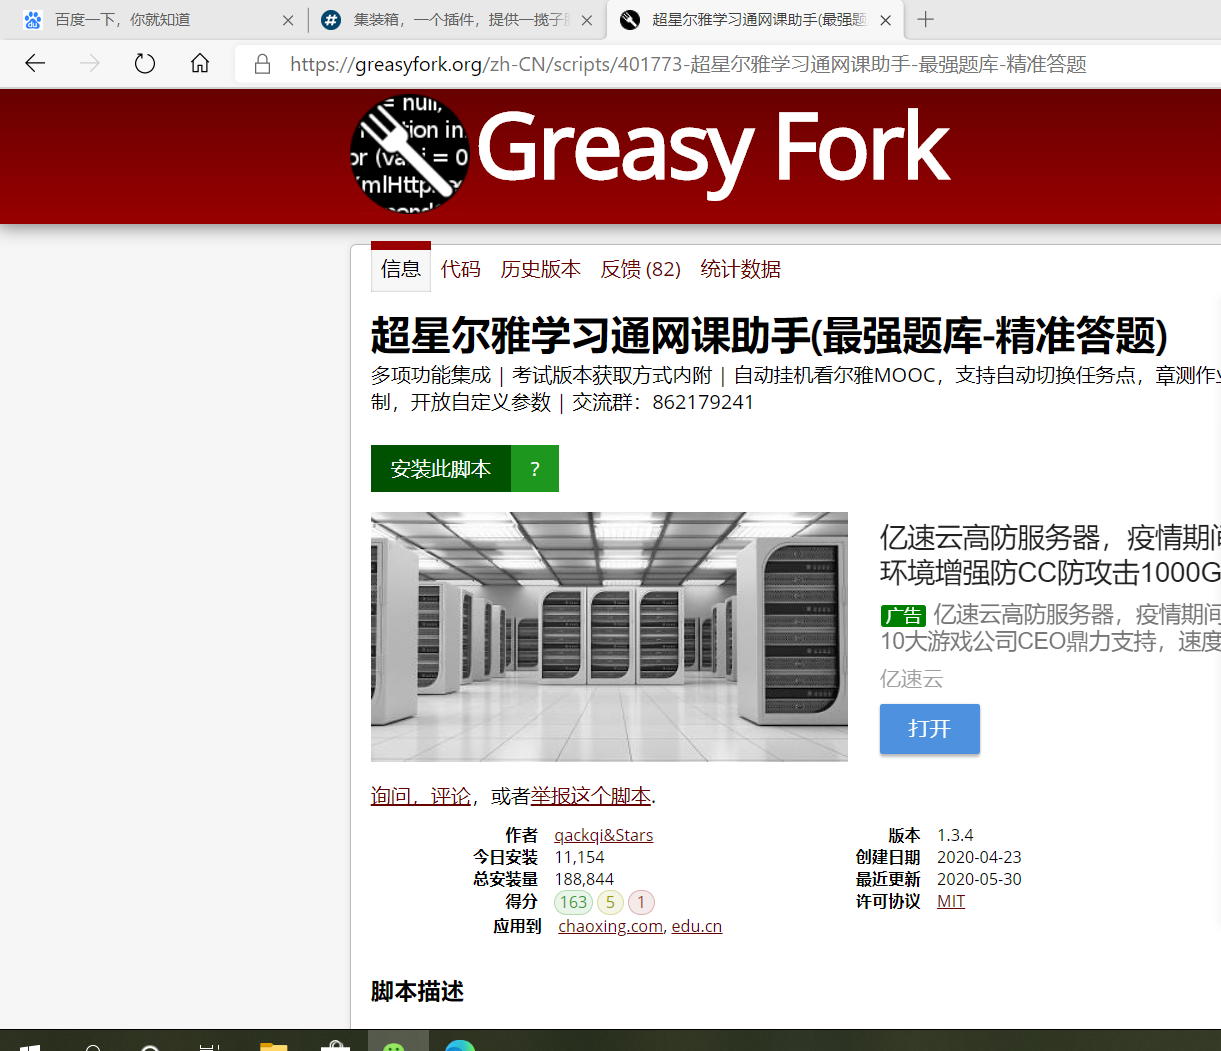 百度一下，你就知道
集装箱，一个插件，提供一揽子
超星尔雅学习通网课助手(最强题
https://greasyfork.org/zh-CN/scripts/401773-超星尔雅学习通网课助手-最强题库-精准答题
= null,
tion in
or (va i = 0
mlHttp
Greasy Fork
信息 代码 历史版本 反馈 (82) 统计数据
超星尔雅学习通网课助手(最强题库-精准答题)
多项功能集成 | 考试版本获取方式内附 | 自动挂机看尔雅MOOC，支持自动切换任务点，章测作
制，开放自定义参数 | 交流群：862179241
安装此脚本 ?
亿速云高防服务器，疫情期
环境增强防CC防攻击1000G
广告 亿速云高防服务器，疫情期间
10大游戏公司CEO鼎力支持，速度
亿速云
打开
询问，评论，或者举报这个脚本.
作者 qackqi&Stars
今日安装 11,154
总安装量 188,844
得分 163 5 1
应用到 chaoxing.com, edu.cn
版本 1.3.4
创建日期 2020-04-23
最近更新 2020-05-30
许可协议 MIT
脚本描述